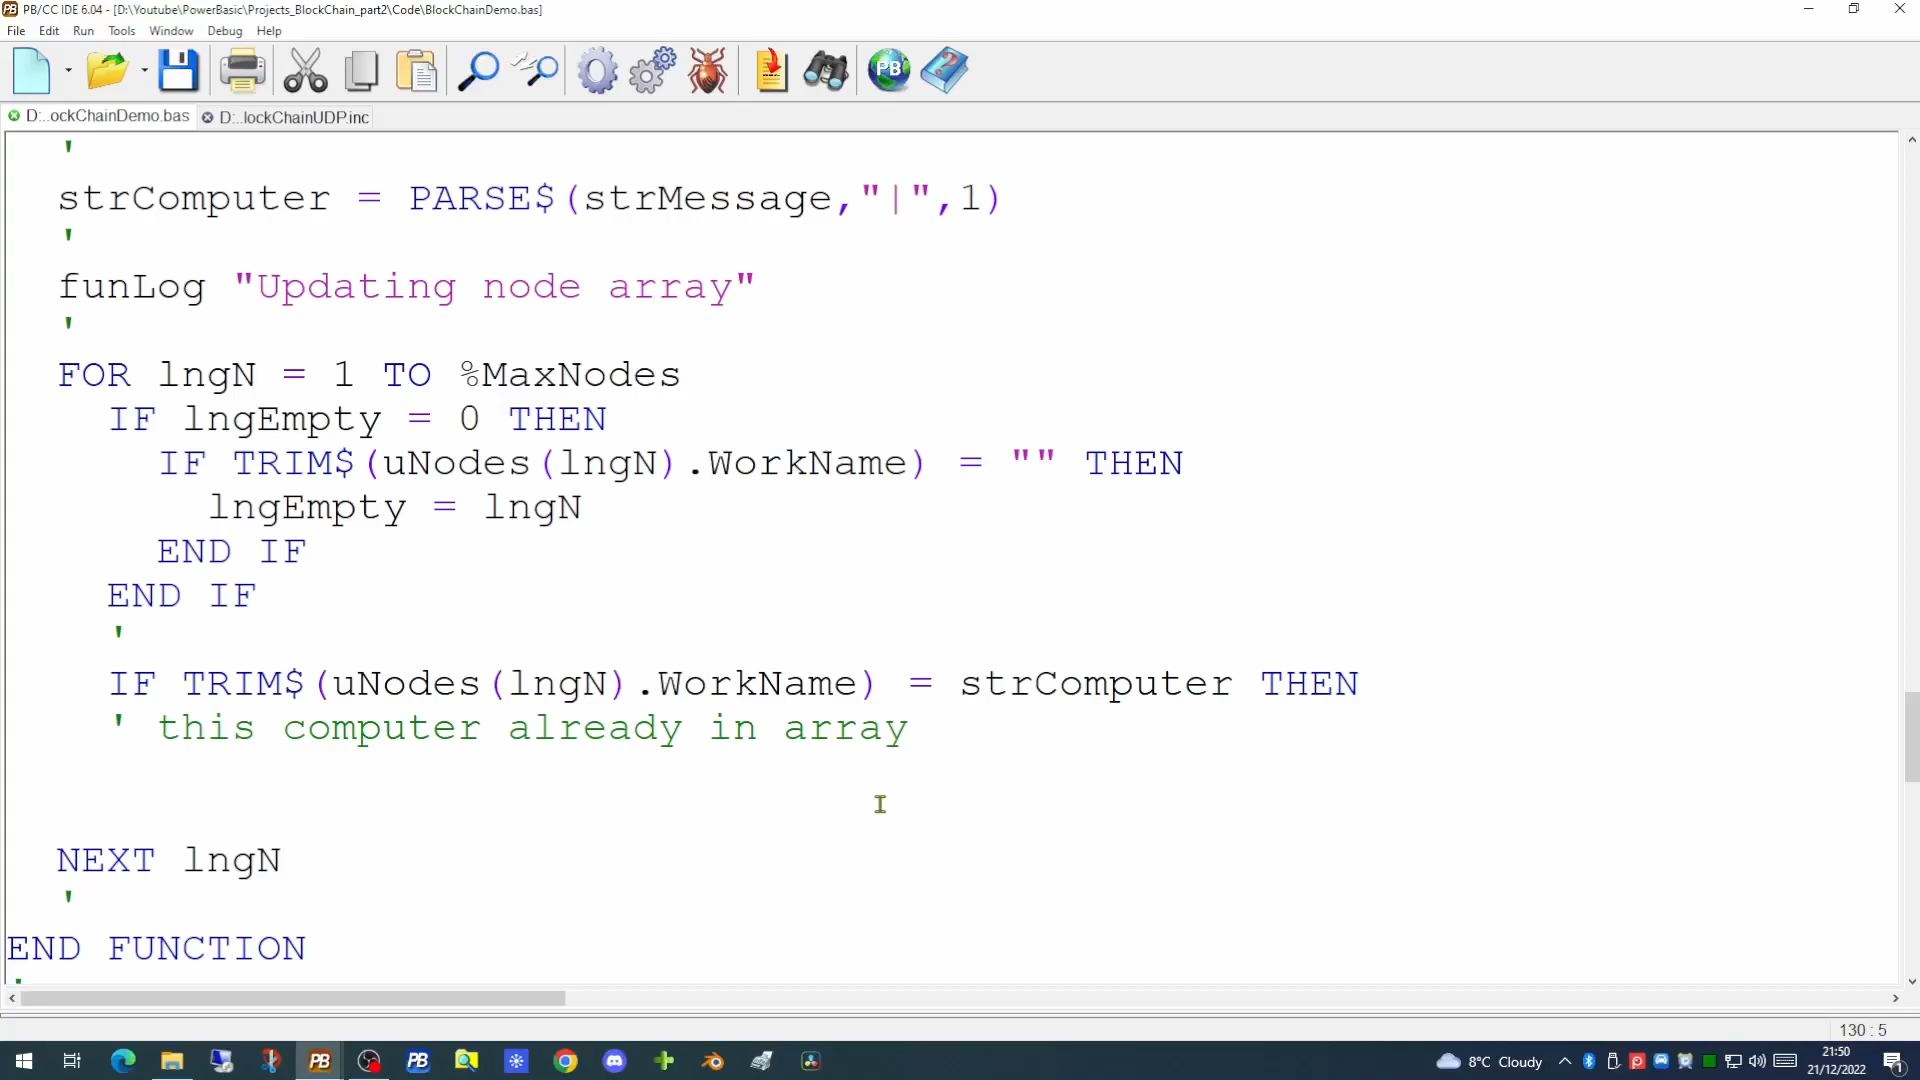 PB/CC IDE 6.04 - [D:\Youtube\PowerBasic\Projects_BlockChain_part2\Code\BlockChainDemo.bas]
File Edit Run Tools Window Debug Help
D:..ockChainDemo.bas D:..lockChainUDP.inc
'
strComputer = PARSE$(strMessage,"|",1)
'
funLog "Updating node array"
'
FOR lngN = 1 TO %MaxNodes
IF lngEmpty = 0 THEN
IF TRIM$(uNodes(lngN).WorkName) = "" THEN
lngEmpty = lngN
END IF
END IF
'
IF TRIM$(uNodes(lngN).WorkName) = strComputer THEN
' this computer already in array
NEXT lngN
'
END FUNCTION
'
130 : 5
8°C Cloudy
21:50
21/12/2022